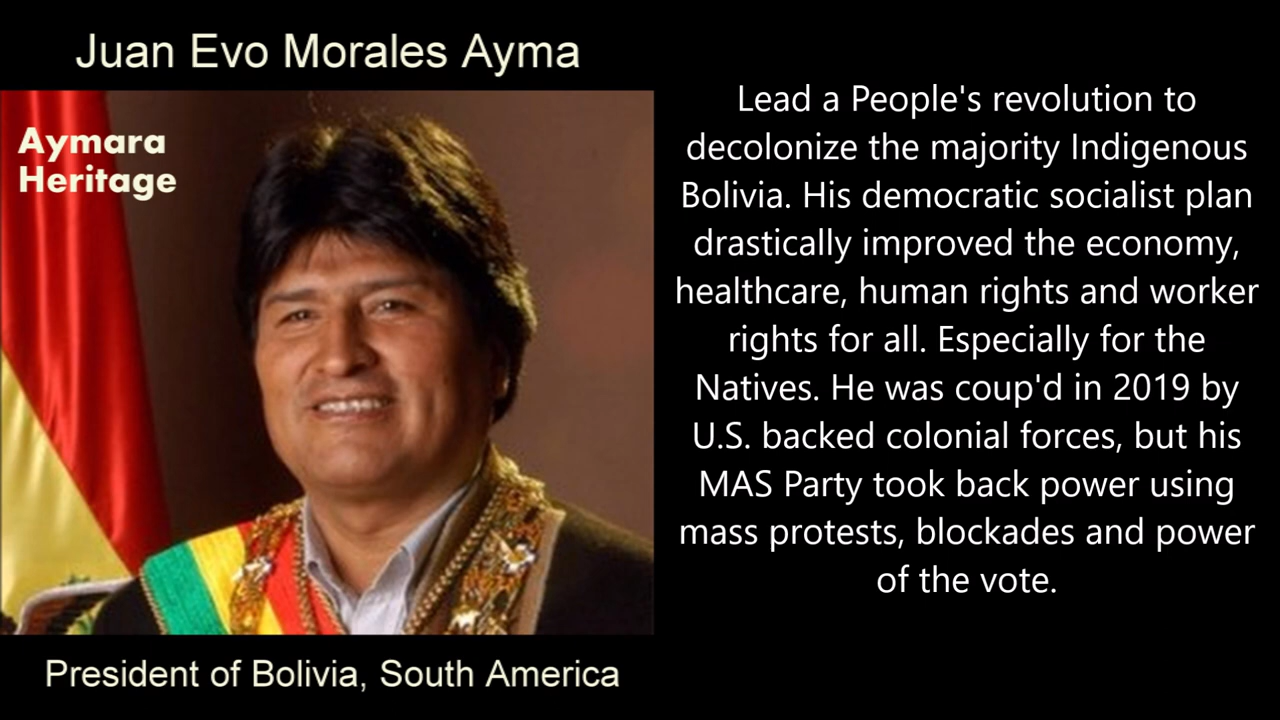 Juan Evo Morales Ayma
Aymara
Heritage
President of Bolivia, South America
Lead a People's revolution to
decolonize the majority Indigenous
Bolivia. His democratic socialist plan
drastically improved the economy,
healthcare, human rights and worker
rights for all. Especially for the
Natives. He was coup'd in 2019 by
U.S. backed colonial forces, but his
MAS Party took back power using
mass protests, blockades and power
of the vote.